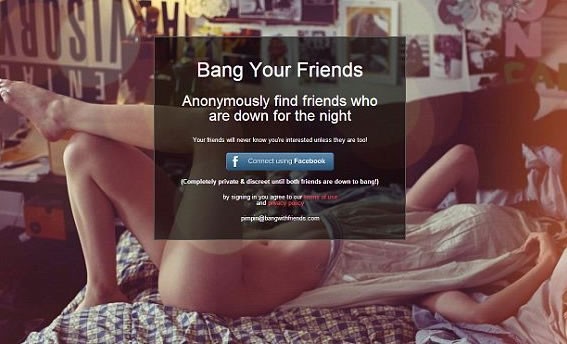 VISORY
Bang Your Friends
Anonymously find friends who
are down for the night
Your friends will never know you're interested unless they are too!
f Connect using Facebook
(Completely private & discreet until both friends are down to bang!)
by signing in you agree to our terms of use
and privacy policy
pimpin@bangwithfriends.com